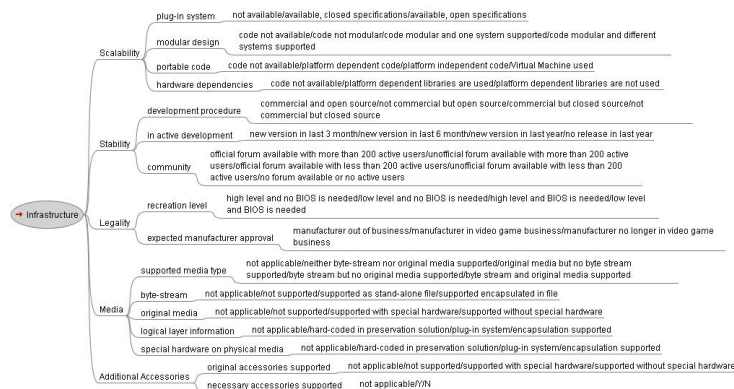 plug-in system
not available/available, closed specifications/available, open specifications
Scalability
modular design
code not available/code not modular/code modular and one system supported/code modular and different
systems supported
portable code
code not available/platform dependent code/platform independent code/Virtual Machine used
hardware dependencies
code not available/platform dependent libraries are used/platform dependent libraries are not used
development procedure
commercial and open source/not commercial but open source/commercial but closed source/not
commercial but closed source
Stability
in active development
new version in last 3 month/new version in last 6 month/new version in last year/no release in last year
community
official forum available with more than 200 active users/unofficial forum available with more than 200 active
users/official forum available with less than 200 active users/unofficial forum available with less than 200
active users/no forum available or no active users
Infrastructure
Legality
recreation level
high level and no BIOS is needed/low level and no BIOS is needed/high level and BIOS is needed/low level
and BIOS is needed
expected manufacturer approval
manufacturer out of business/manufacturer in video game business/manufacturer no longer in video game
business
Media
supported media type
not applicable/neither byte-stream nor original media supported/original media but no byte stream
supported/byte stream but no original media supported/byte stream and original media supported
byte-stream
not applicable/not supported/supported as stand-alone file/supported encapsulated in file
original media
not applicable/not supported/supported with special hardware/supported without special hardware
logical layer information
not applicable/hard-coded in preservation solution/plug-in system/encapsulation supported
special hardware on physical media
not applicable/hard-coded in preservation solution/plug-in system/encapsulation supported
Additional Accessories
original accessories supported
not applicable/not supported/supported with special hardware/supported without special hardware
necessary accessories supported
not applicable/Y/N